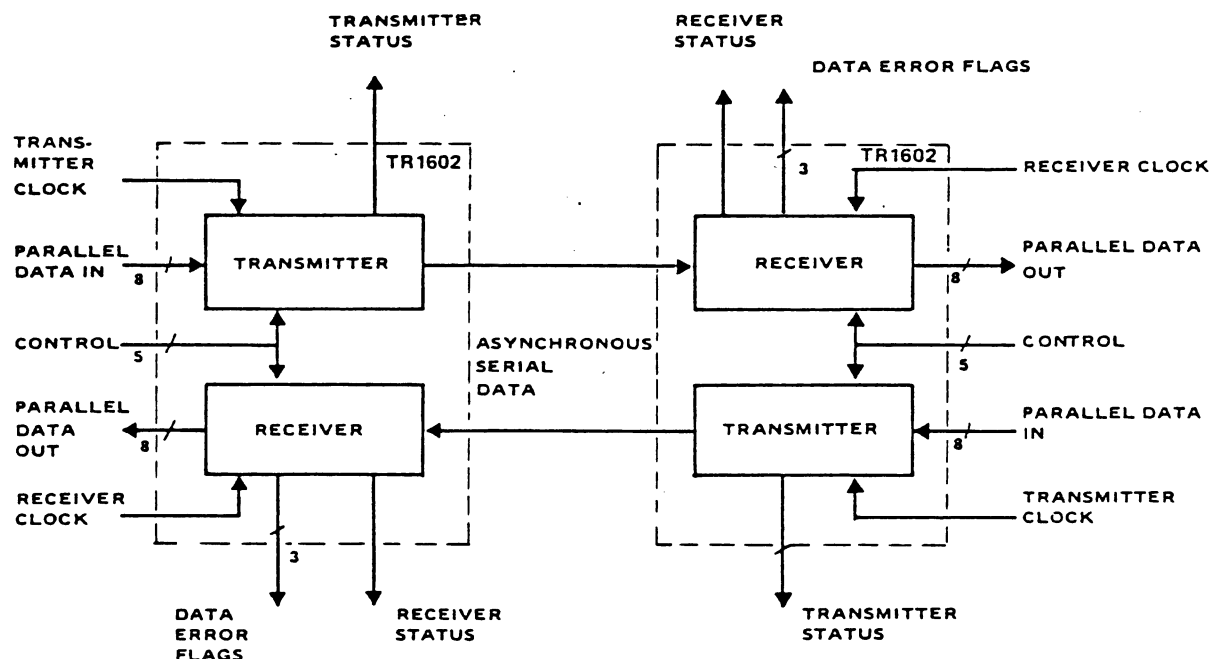 TRANSMITTER
STATUS
RECEIVER
STATUS
DATA ERROR FLAGS
TRANS-
MITTER
CLOCK
TR1602
3
TR1602
RECEIVER CLOCK
PARALLEL
DATA IN
8
TRANSMITTER
RECEIVER
8
PARALLEL DATA
OUT
CONTROL
5
ASYNCHRONOUS
SERIAL
DATA
5
CONTROL
PARALLEL
DATA
OUT
8
RECEIVER
TRANSMITTER
8
PARALLEL DATA
IN
RECEIVER
CLOCK
3
TRANSMITTER
CLOCK
DATA
ERROR
FLAGS
RECEIVER
STATUS
TRANSMITTER
STATUS